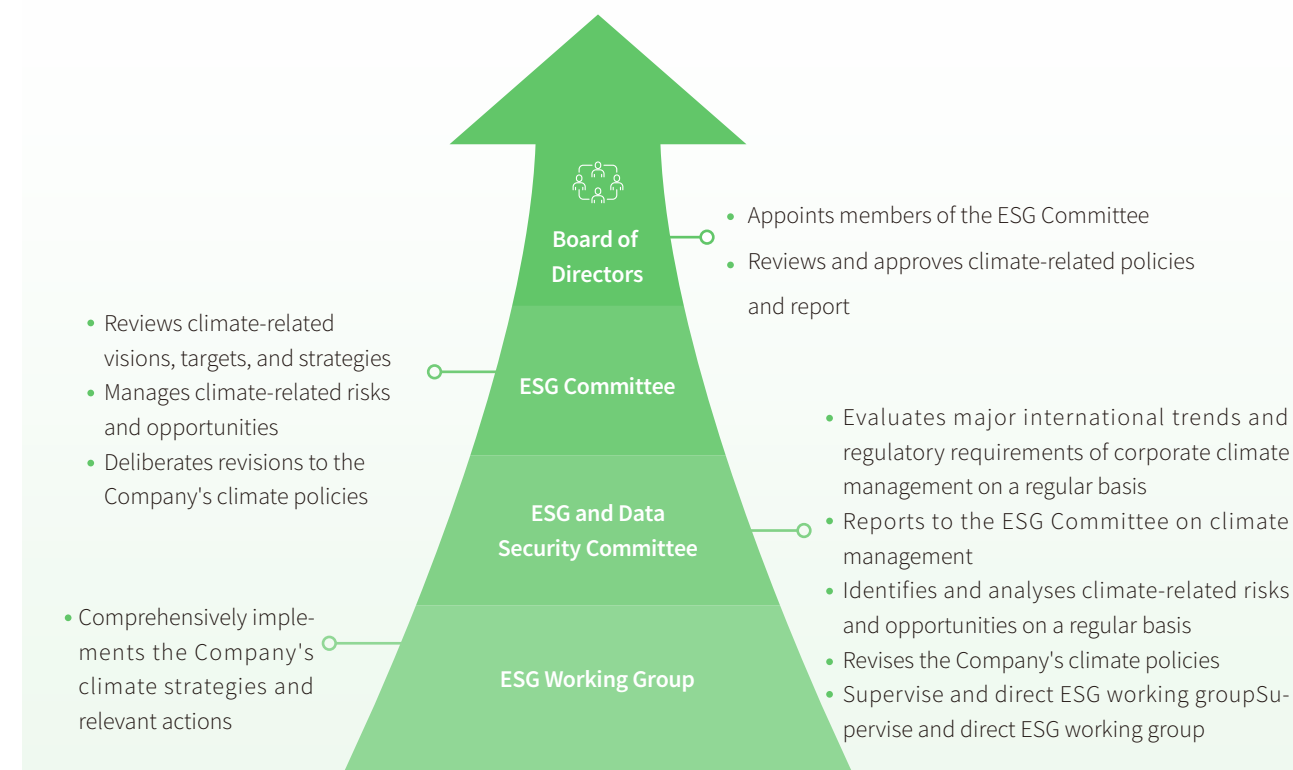 Board of
Directors
• Appoints members of the ESG Committee
• Reviews and approves climate-related policies
and report
• Reviews climate-related
visions, targets, and strategies
• Manages climate-related risks
and opportunities
• Deliberates revisions to the
Company's climate policies
ESG Committee
ESG and Data
Security Committee
• Evaluates major international trends and
regulatory requirements of corporate climate
management on a regular basis
• Reports to the ESG Committee on climate
management
• Identifies and analyses climate-related risks
and opportunities on a regular basis
• Revises the Company's climate policies
• Supervise and direct ESG working groupSu-
pervise and direct ESG working group
• Comprehensively imple-
ments the Company's
climate strategies and
relevant actions
ESG Working Group